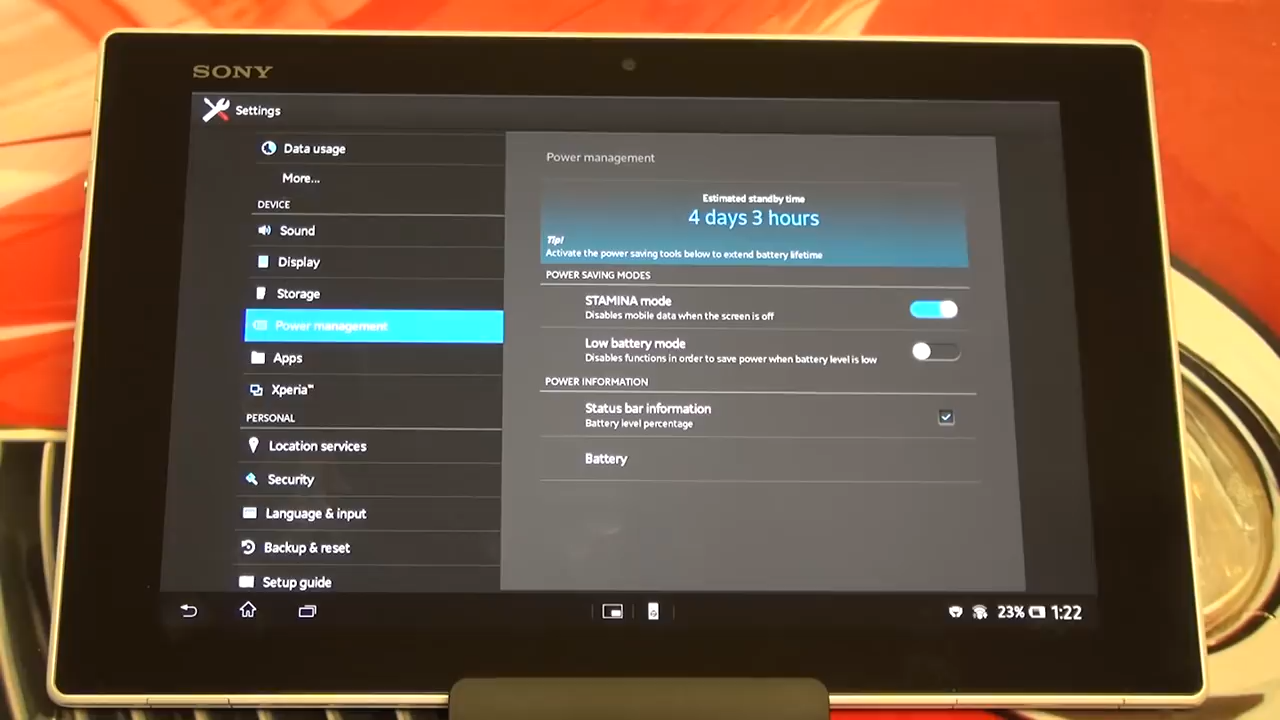 SONY
Settings
Data usage
More...
DEVICE
Sound
Display
Storage
Power management
Apps
Xperia™
PERSONAL
Location services
Security
Language & input
Backup & reset
Setup guide
Power management
Estimated standby time
4 days 3 hours
Tip!
Activate the power saving tools below to extend battery lifetime
POWER SAVING MODES
STAMINA mode
Disables mobile data when the screen is off
Low battery mode
Disables functions in order to save power when battery level is low
POWER INFORMATION
Status bar information
Battery level percentage
Battery
23% 1:22